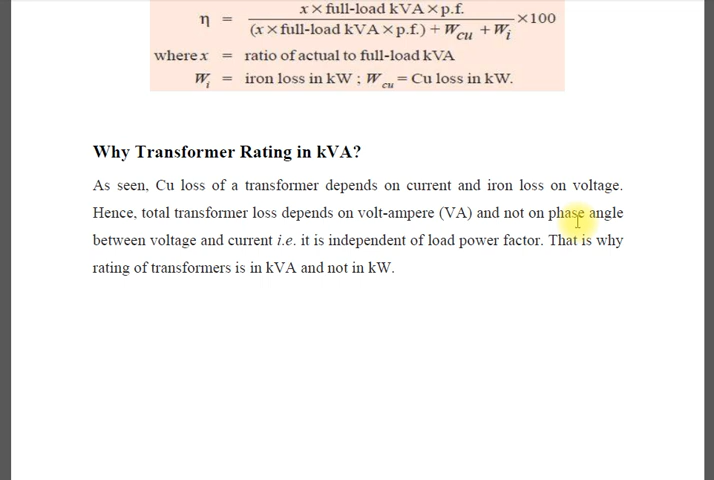 η = x × full-load kVA × p.f. / (x × full-load kVA × p.f.) + W_cu + W_i × 100
where x = ratio of actual to full-load kVA
W_i = iron loss in kW ; W_cu = Cu loss in kW.
Why Transformer Rating in kVA?
As seen, Cu loss of a transformer depends on current and iron loss on voltage.
Hence, total transformer loss depends on volt-ampere (VA) and not on phase angle
between voltage and current i.e. it is independent of load power factor. That is why
rating of transformers is in kVA and not in kW.